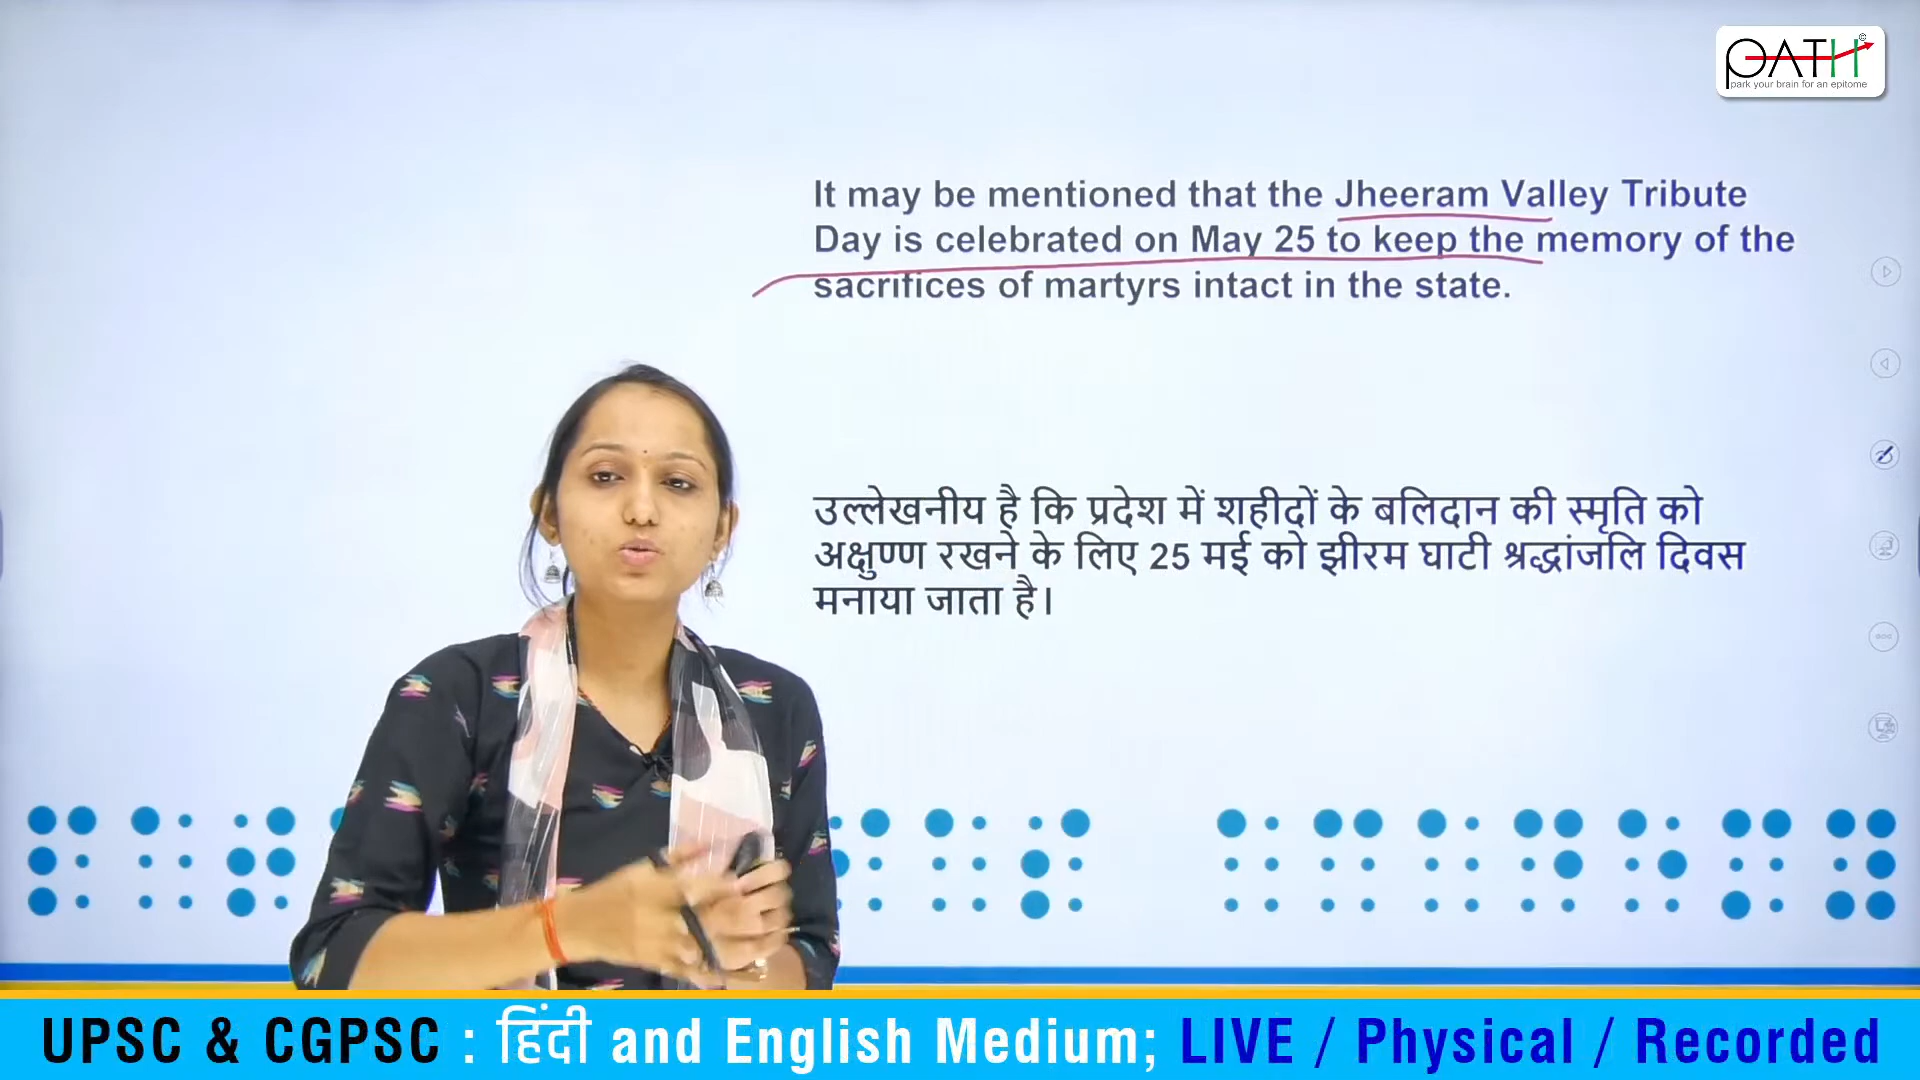 PATH©
park your brain for an epitome
It may be mentioned that the Jheeram Valley Tribute
Day is celebrated on May 25 to keep the memory of the
sacrifices of martyrs intact in the state.
उल्लेखनीय है कि प्रदेश में शहीदों के बलिदान की स्मृति को
अक्षुण्ण रखने के लिए 25 मई को झीरम घाटी श्रद्धांजलि दिवस
मनाया जाता है।
UPSC & CGPSC : हिंदी and English Medium; LIVE / Physical / Recorded